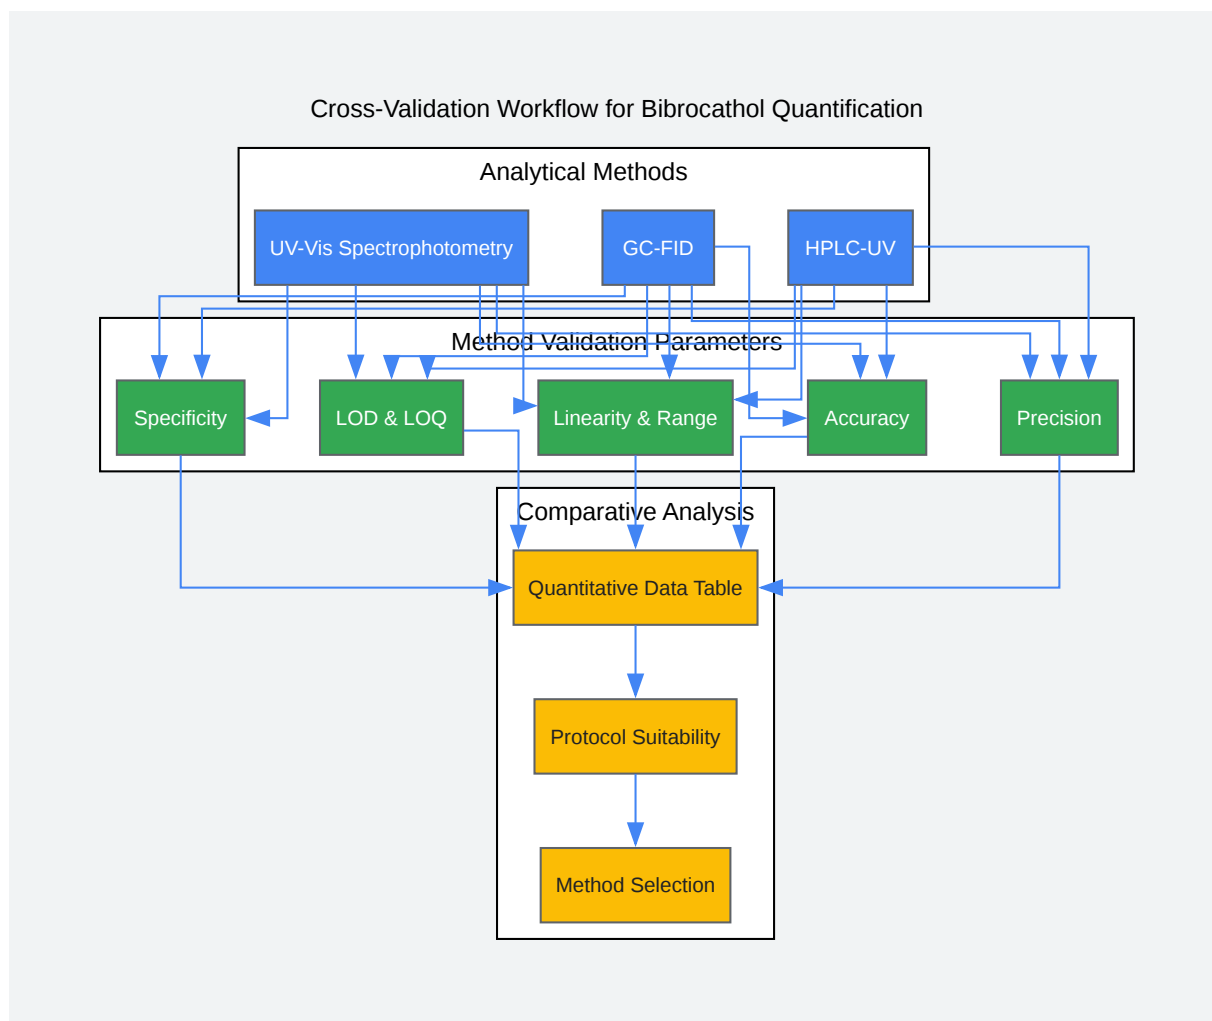 Cross-Validation Workflow for Bibrocathol Quantification
Analytical Methods
UV-Vis Spectrophotometry
GC-FID
HPLC-UV
Method Validation Parameters
Specificity
LOD & LOQ
Linearity & Range
Accuracy
Precision
Comparative Analysis
Quantitative Data Table
Protocol Suitability
Method Selection